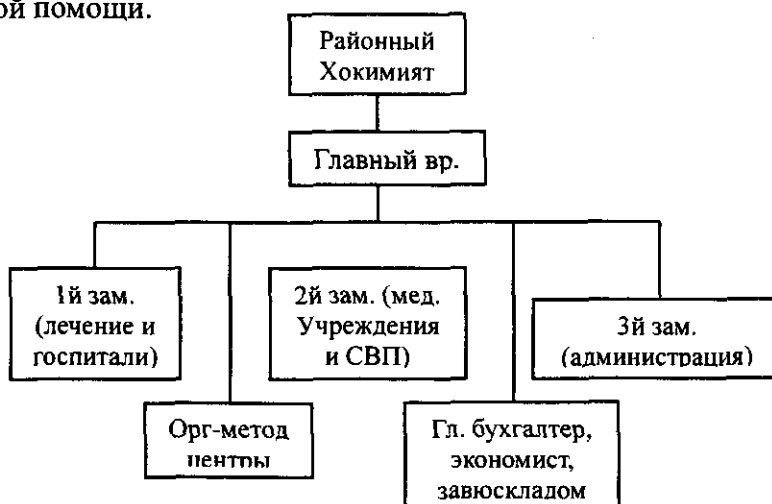 ой помощи.
Районный
Хокимият
Главный вр.
1й зам.
(лечение и
госпитали)
2й зам. (мед.
Учреждения
и СВП)
3й зам.
(администрация)
Орг-метод
центры
Гл. бухгалтер,
экономист,
завюскладом